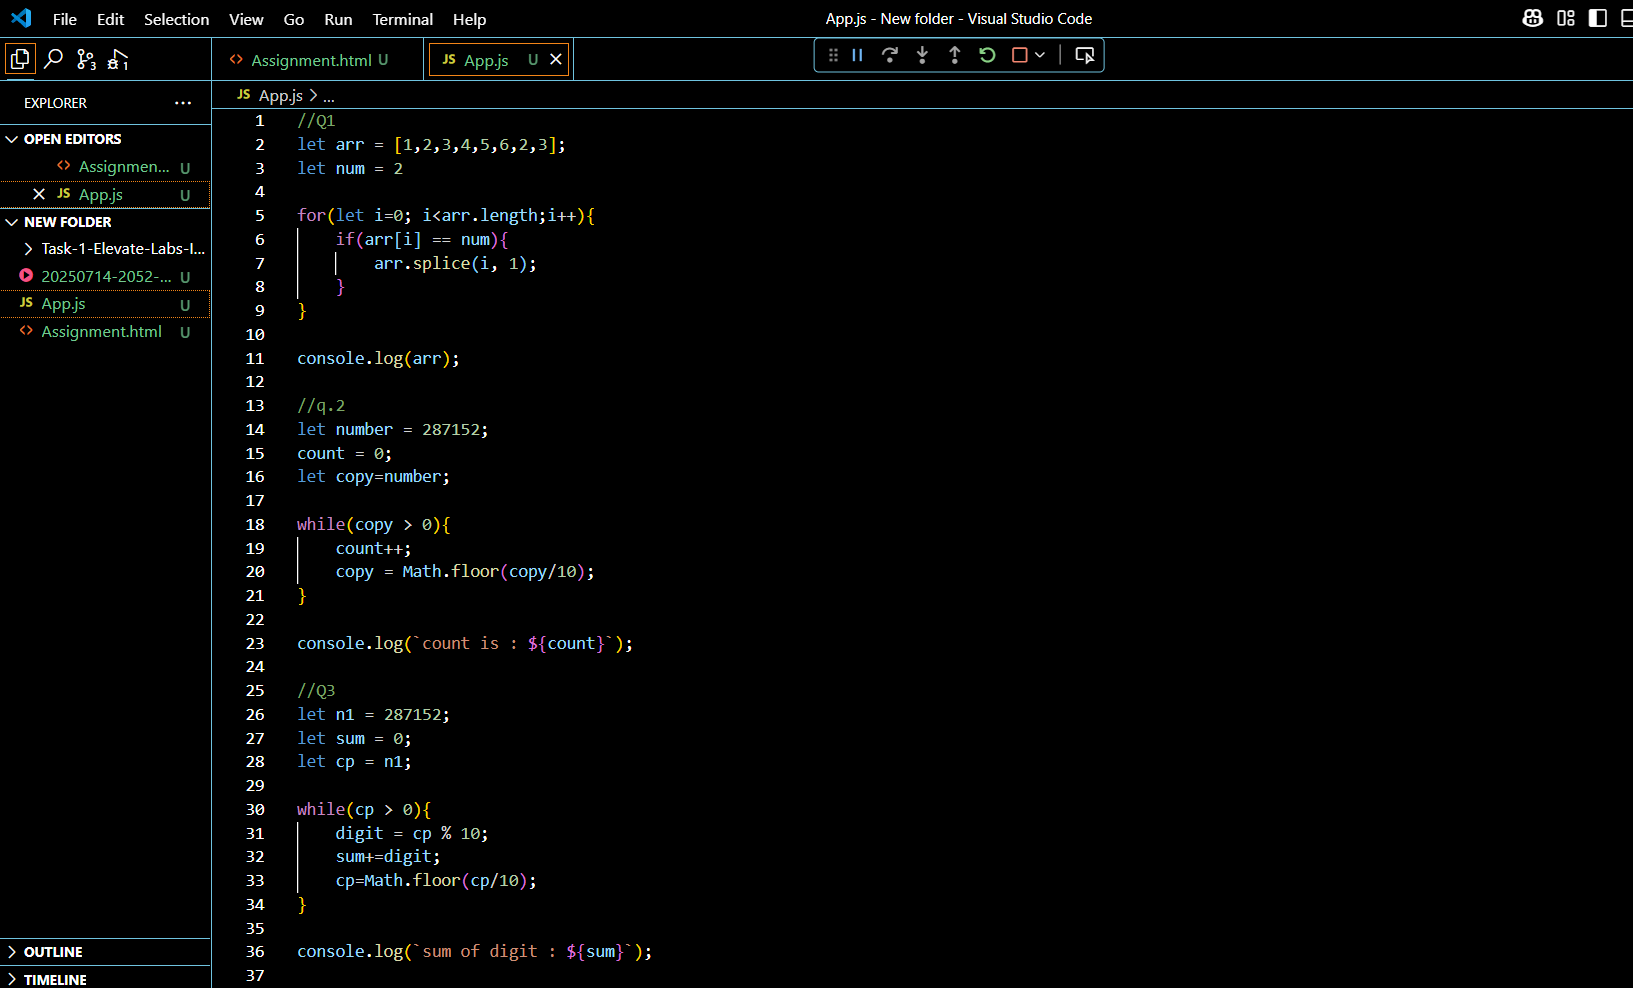 File Edit Selection View Go Run Terminal Help
App.js - New folder - Visual Studio Code
3
1
<> Assignment.html U
JS App.js U
EXPLORER ...
JS App.js > ...
OPEN EDITORS
<> Assignmen... U
JS App.js U
NEW FOLDER
Task-1-Elevate-Labs-I...
20250714-2052-... U
JS App.js U
<> Assignment.html U
OUTLINE
TIMELINE
1 //Q1
2 let arr = [1,2,3,4,5,6,2,3];
3 let num = 2
4
5 for(let i=0; i<arr.length;i++){
6 if(arr[i] == num){
7 arr.splice(i, 1);
8 }
9 }
10
11 console.log(arr);
12
13 //q.2
14 let number = 287152;
15 count = 0;
16 let copy=number;
17
18 while(copy > 0){
19 count++;
20 copy = Math.floor(copy/10);
21 }
22
23 console.log(`count is : ${count}`);
24
25 //Q3
26 let n1 = 287152;
27 let sum = 0;
28 let cp = n1;
29
30 while(cp > 0){
31 digit = cp % 10;
32 sum+=digit;
33 cp=Math.floor(cp/10);
34 }
35
36 console.log(`sum of digit : ${sum}`);
37